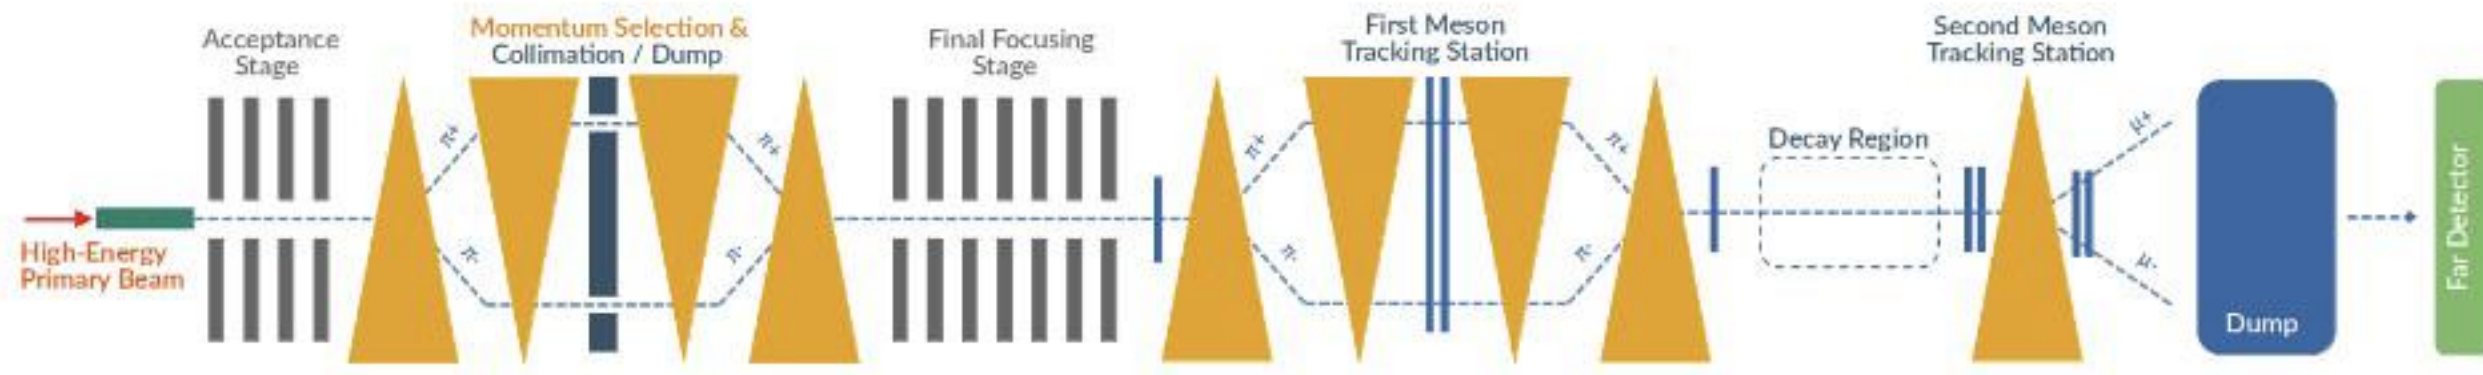 Acceptance
Stage
Momentum Selection &
Collimation / Dump
Final Focusing
Stage
First Meson
Tracking Station
Second Meson
Tracking Station
High-Energy
Primary Beam
π+
π-
π+
π-
π+
π-
π+
π-
Decay Region
μ+
μ-
Dump
Far Detector